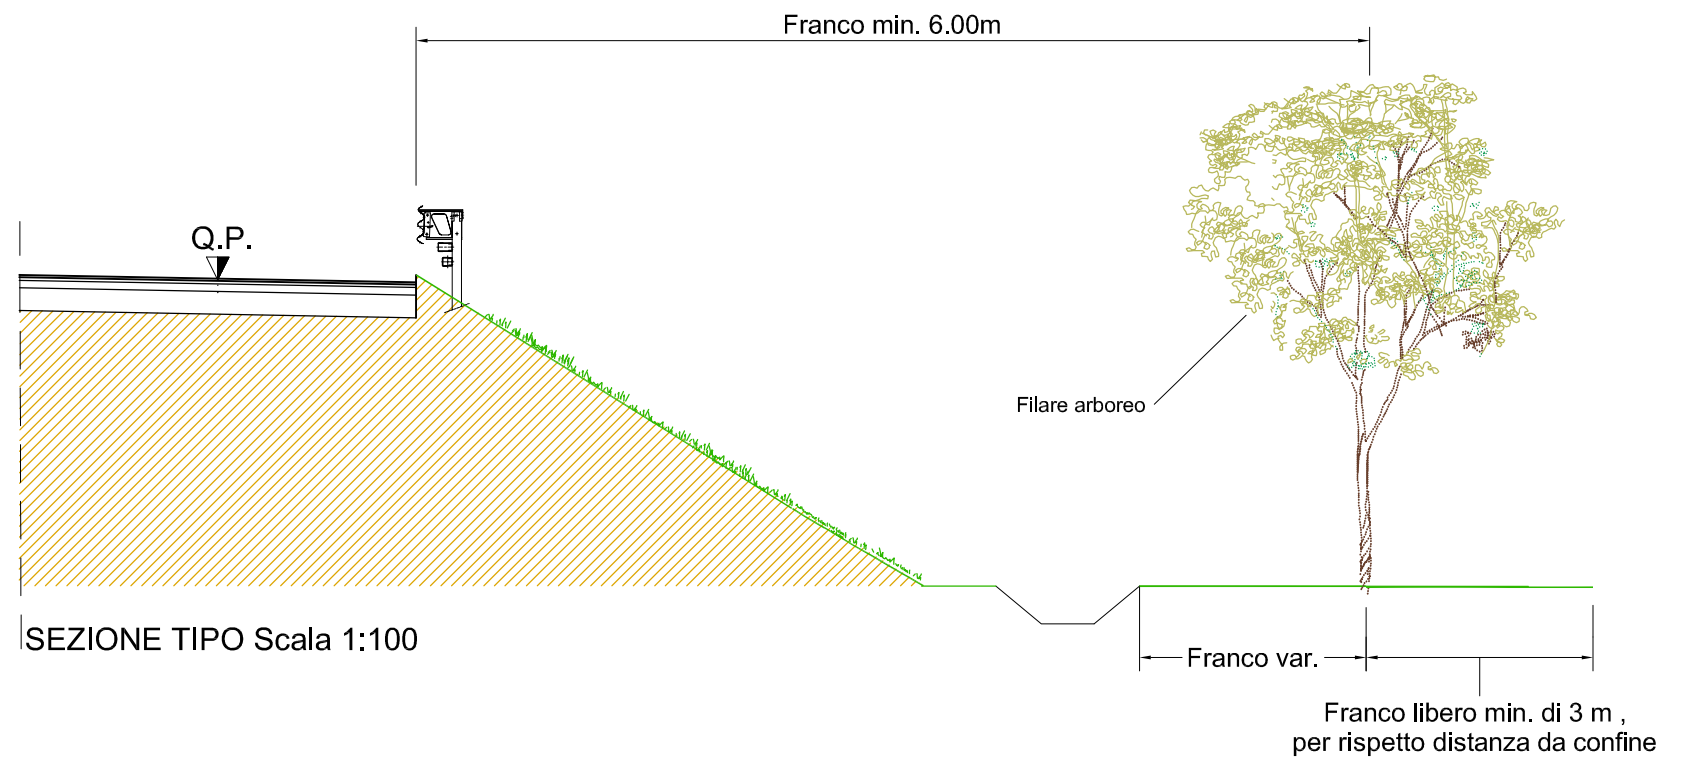 Franco min. 6.00m
Q.P.
Filare arboreo
SEZIONE TIPO Scala 1:100
Franco var.
Franco libero min. di 3 m ,
per rispetto distanza da confine